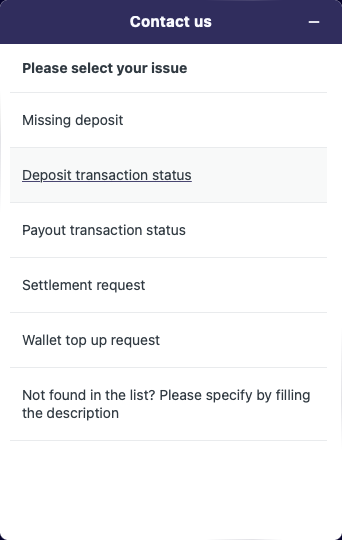 Contact us
Please select your issue
Missing deposit
Deposit transaction status
Payout transaction status
Settlement request
Wallet top up request
Not found in the list? Please specify by filling
the description